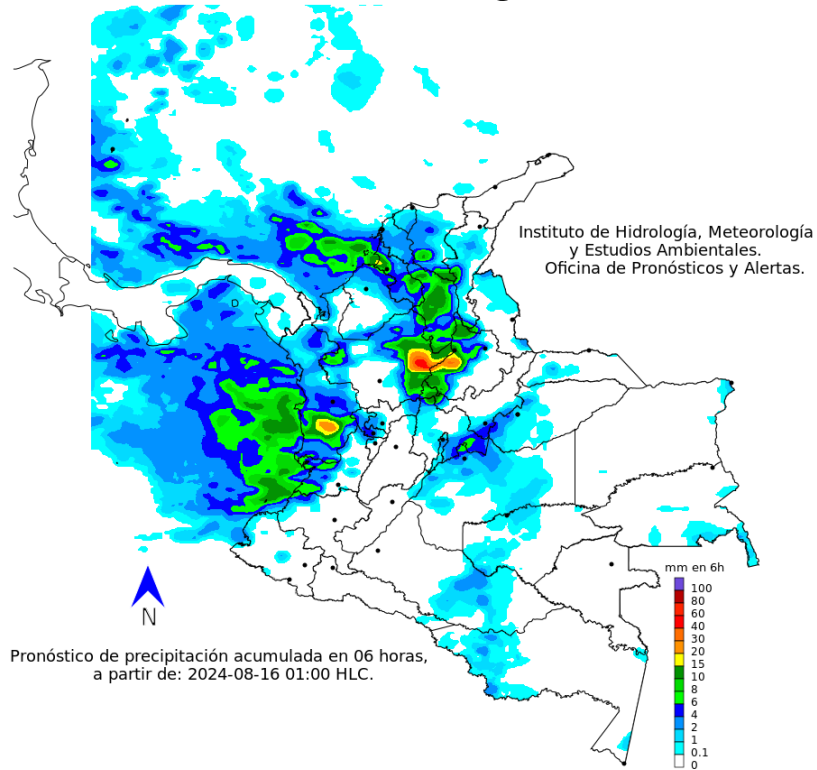 Instituto de Hidrología, Meteorología
y Estudios Ambientales.
Oficina de Pronósticos y Alertas.
N
Pronóstico de precipitación acumulada en 06 horas,
a partir de: 2024-08-16 01:00 HLC.
mm en 6h
100
80
60
40
30
20
15
10
8
6
4
2
1
0.1
0